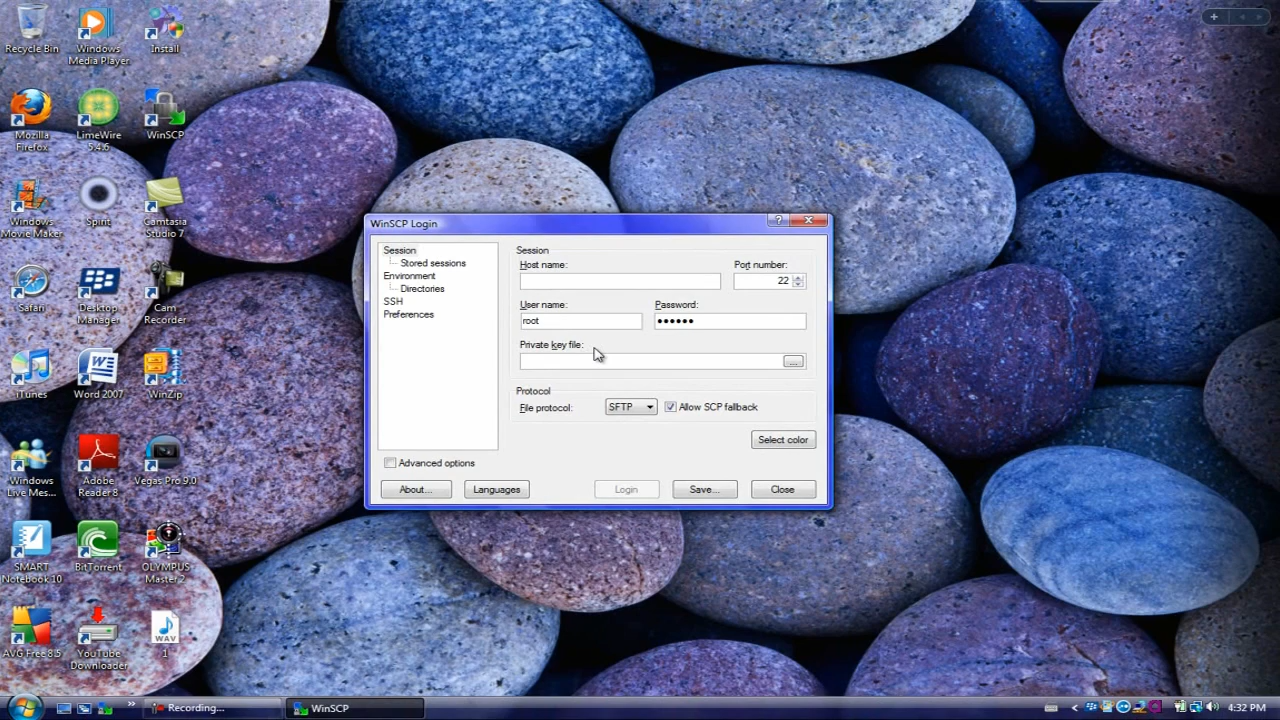 Recycle Bin
Windows Media Player
Install
Mozilla Firefox
LimeWire 5.4.6
WinSCP
Windows Movie Maker
Spirit
Camtasia Studio 7
Safari
Desktop Manager
Cam Recorder
iTunes
Word 2007
WinZip
Windows Live Mes...
Adobe Reader 8
Vegas Pro 9.0
SMART Notebook 10
BitTorrent
OLYMPUS Master 2
AVG Free 8.5
YouTube Downloader
WAV
1
WinSCP Login
?
Session
Stored sessions
Environment
Directories
SSH
Preferences
Session
Host name:
Port number:
22
User name:
Password:
root
••••••
Private key file:
...
Protocol
File protocol:
SFTP
Allow SCP fallback
Select color
Advanced options
About...
Languages
Login
Save...
Close
Recording...
WinSCP
4:32 PM